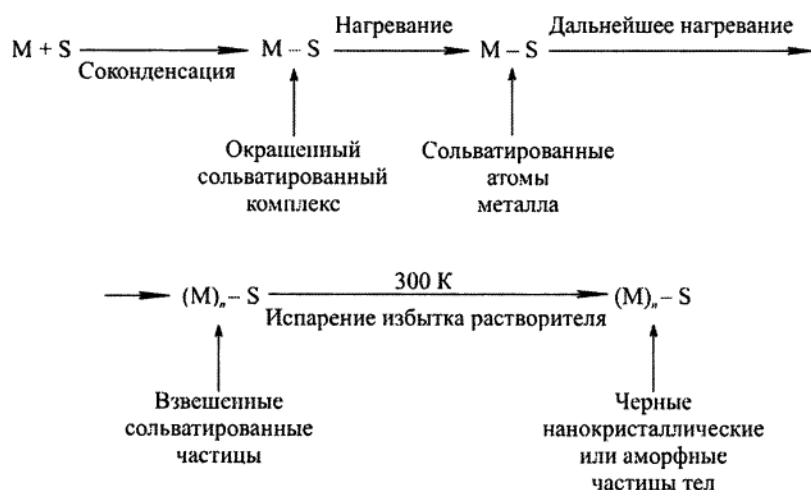 M + S Соконденсация M – S Нагревание M – S Дальнейшее нагревание
Окрашенный
сольватированный
комплекс
Сольватированные
атомы
металла
(M)n – S 300 К Испарение избытка растворителя (M)n – S
Взвешенные
сольватированные
частицы
Черные
нанокристаллические
или аморфные
частицы тел